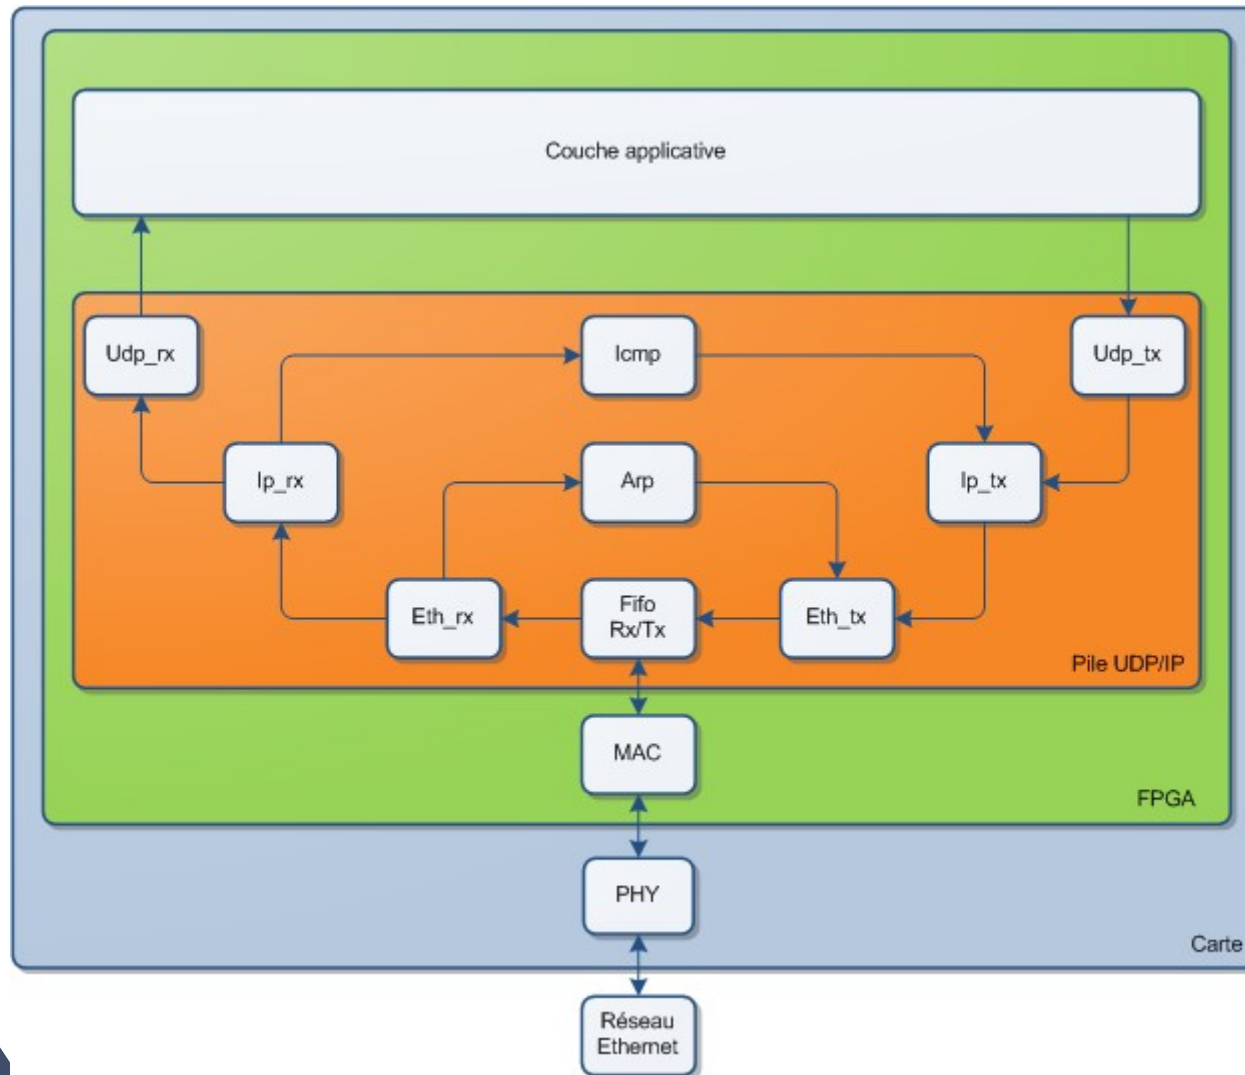 Couche applicative
Udp_rx
Icmp
Udp_tx
Ip_rx
Arp
Ip_tx
Eth_rx
Fifo
Rx/Tx
Eth_tx
Pile UDP/IP
MAC
FPGA
PHY
Carte
Réseau
Ethernet